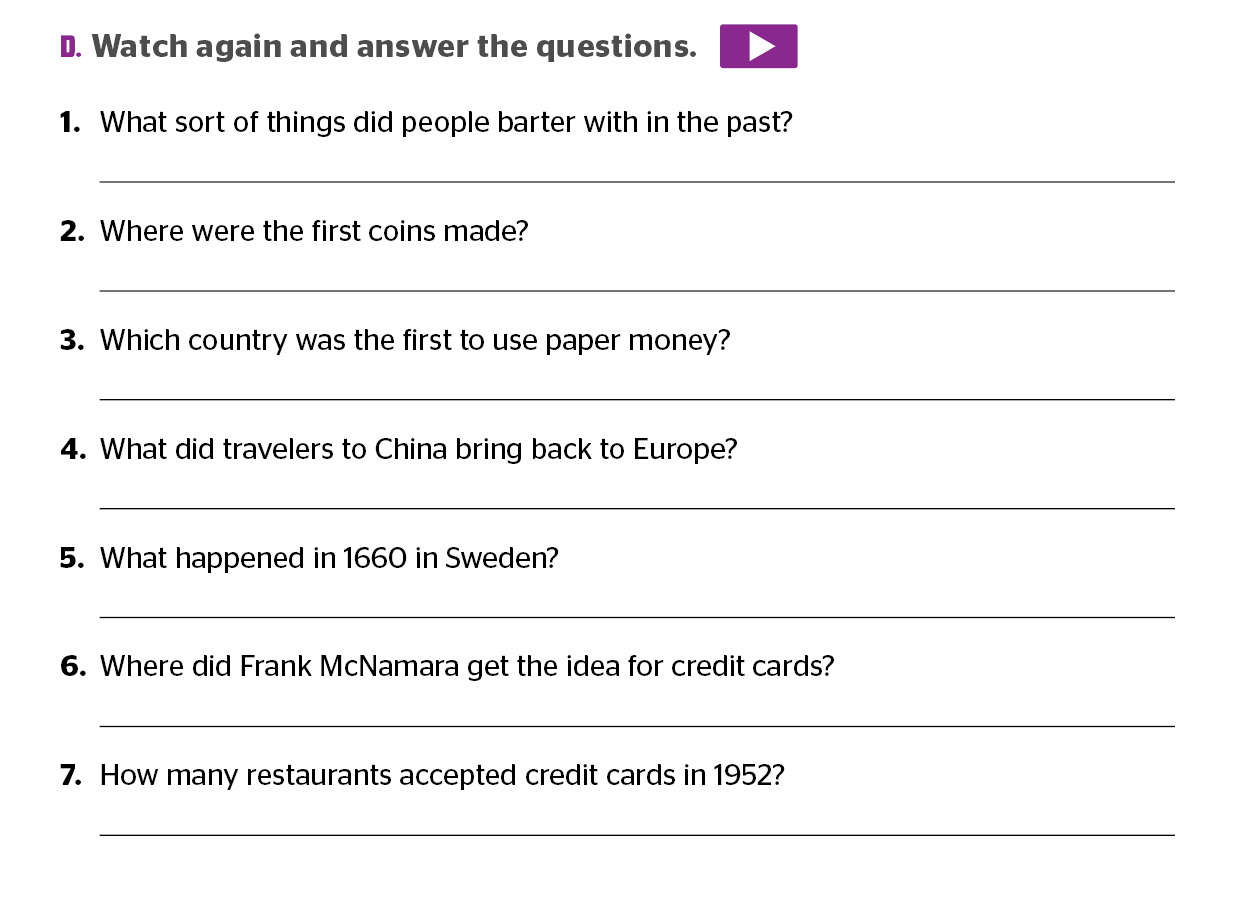 D. Watch again and answer the questions.
1. What sort of things did people barter with in the past?
2. Where were the first coins made?
3. Which country was the first to use paper money?
4. What did travelers to China bring back to Europe?
5. What happened in 1660 in Sweden?
6. Where did Frank McNamara get the idea for credit cards?
7. How many restaurants accepted credit cards in 1952?